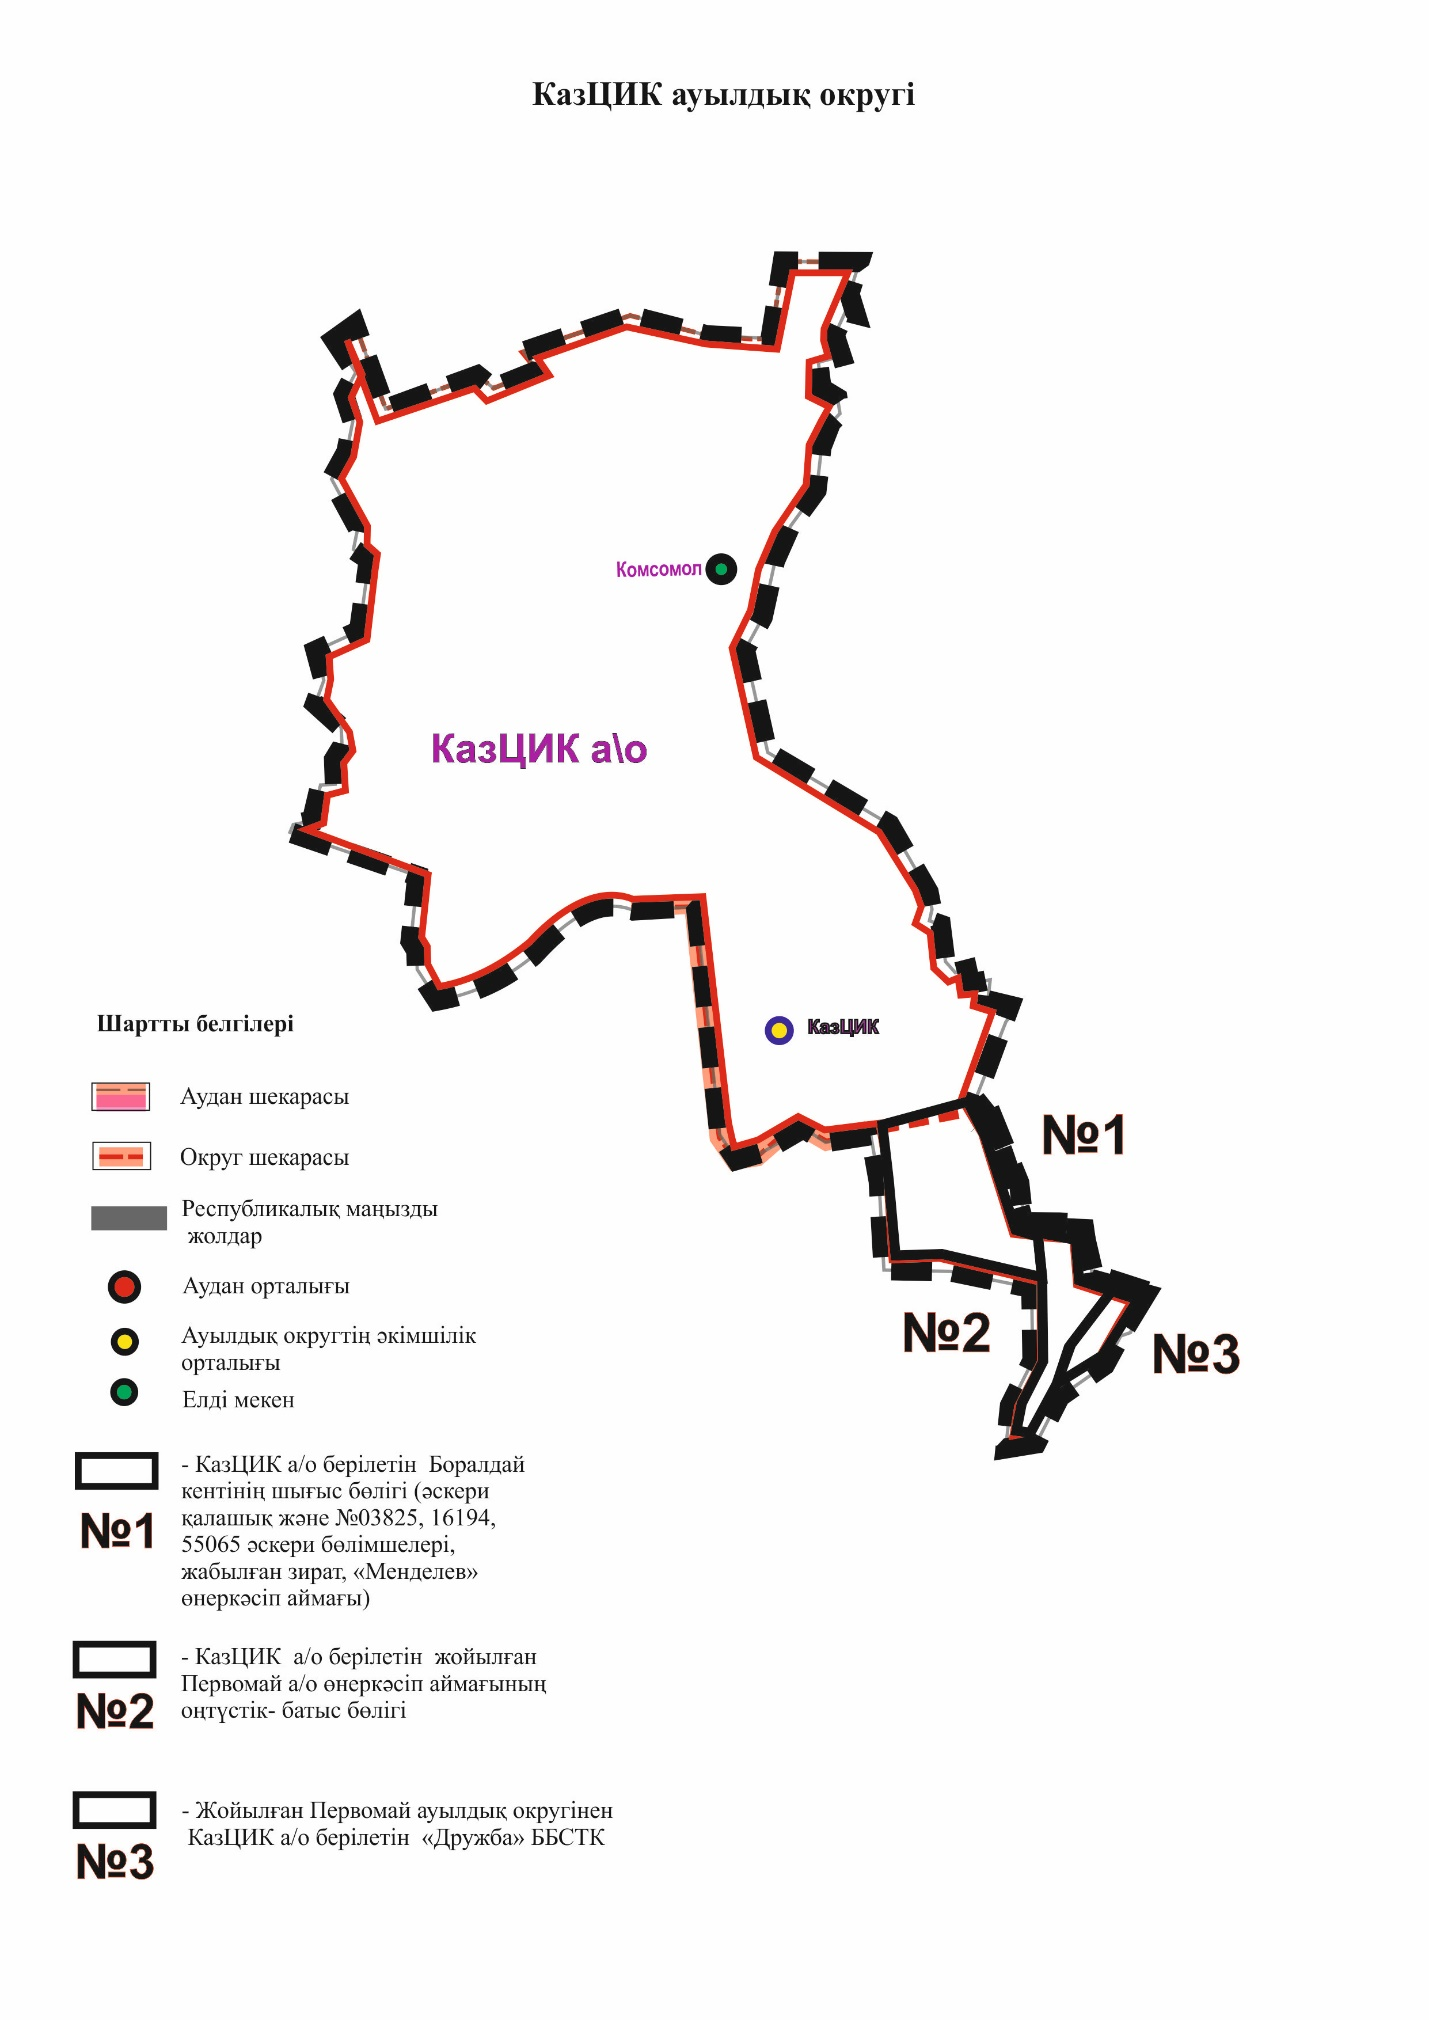 КазЦИК ауылдық округі
Комсомол
КазЦИК а\о
КазЦИК
№1
№2
№3
Шартты белгілері
Аудан шекарасы
Округ шекарасы
Республикалық маңызды
жолдар
Аудан орталығы
Ауылдық округтің әкімшілік
орталығы
Елді мекен
- КазЦИК а/о берілетін Боралдай
кентінің шығыс бөлігі (әскери
қалашық және №03825, 16194,
55065 әскери бөлімшелері,
жабылған зират, «Менделев»
өнеркәсіп аймағы)
№1
- КазЦИК а/о берілетін жойылған
Первомай а/о өнеркәсіп аймағының
оңтүстік- батыс бөлігі
№2
- Жойылған Первомай ауылдық округінен
КазЦИК а/о берілетін «Дружба» ББСТК
№3